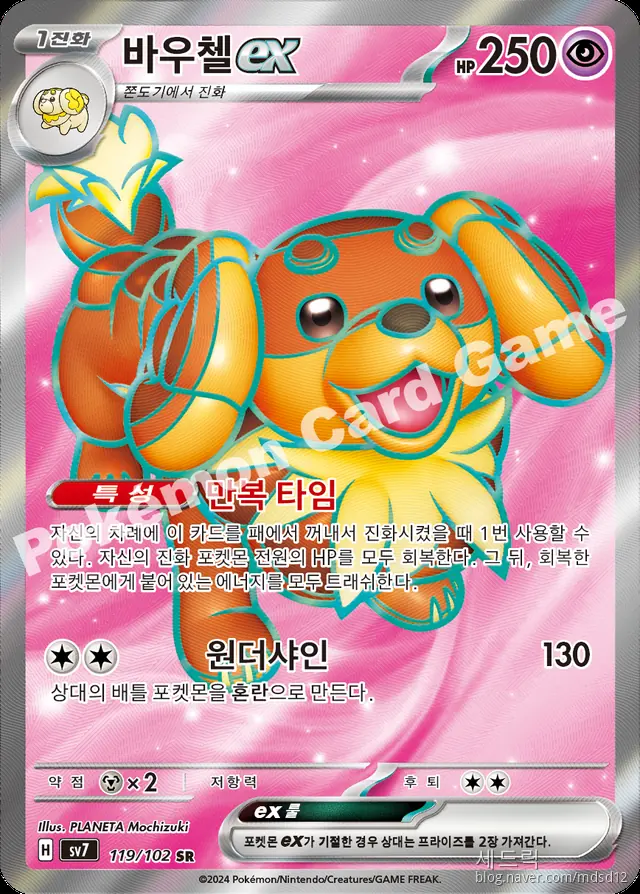 1진화
바우첼 ex
HP 250
쫀도기에서 진화
Pokémon Card Game
특성 만복 타임
자신의 차례에 이 카드를 패에서 꺼내서 진화시켰을 때 1번 사용할 수
있다. 자신의 진화 포켓몬 전원의 HP를 모두 회복한다. 그 뒤, 회복한
포켓몬에게 붙어 있는 에너지를 모두 트래쉬한다.
원더샤인 130
상대의 배틀 포켓몬을 혼란으로 만든다.
약점 ×2 저항력 후퇴
ex 룰
포켓몬 ex가 기절한 경우 상대는 프라이즈를 2장 가져간다.
Illus. PLANETA Mochizuki
H sv7 119/102 SR
©2024 Pokémon/Nintendo/Creatures/GAME FREAK.
세드릭
blog.naver.com/mdsd12